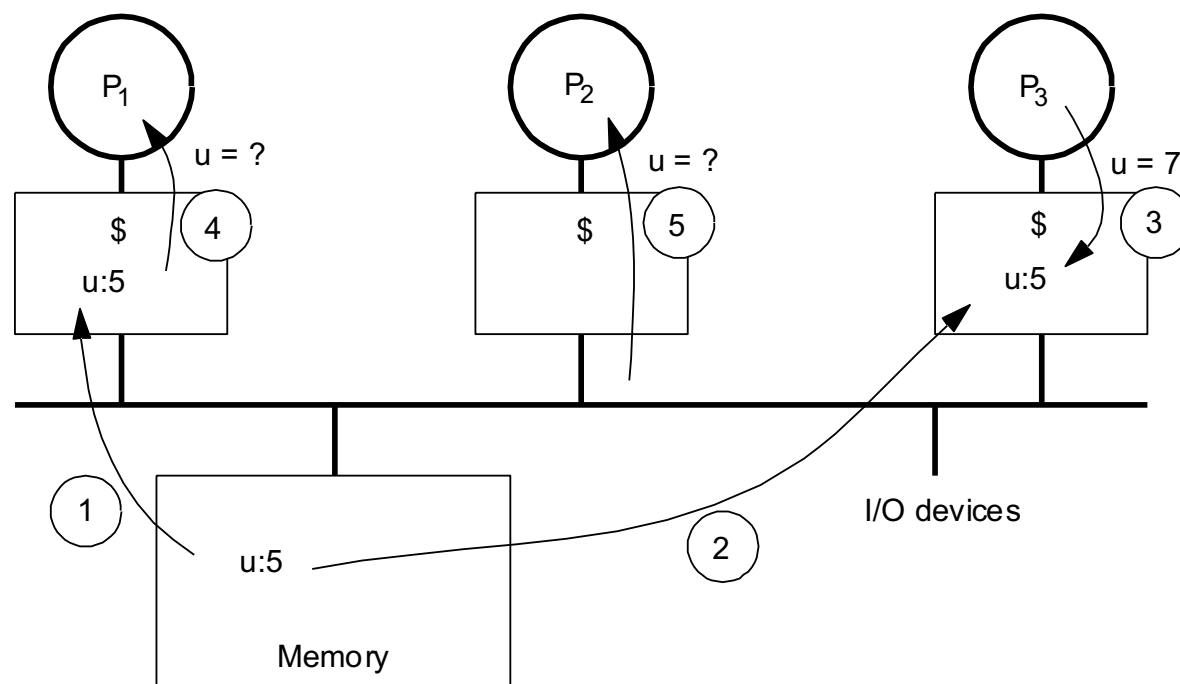 P1
P2
P3
u = ?
u = ?
u = 7
$
4
$
5
$
3
u:5
u:5
1
I/O devices
2
u:5
Memory